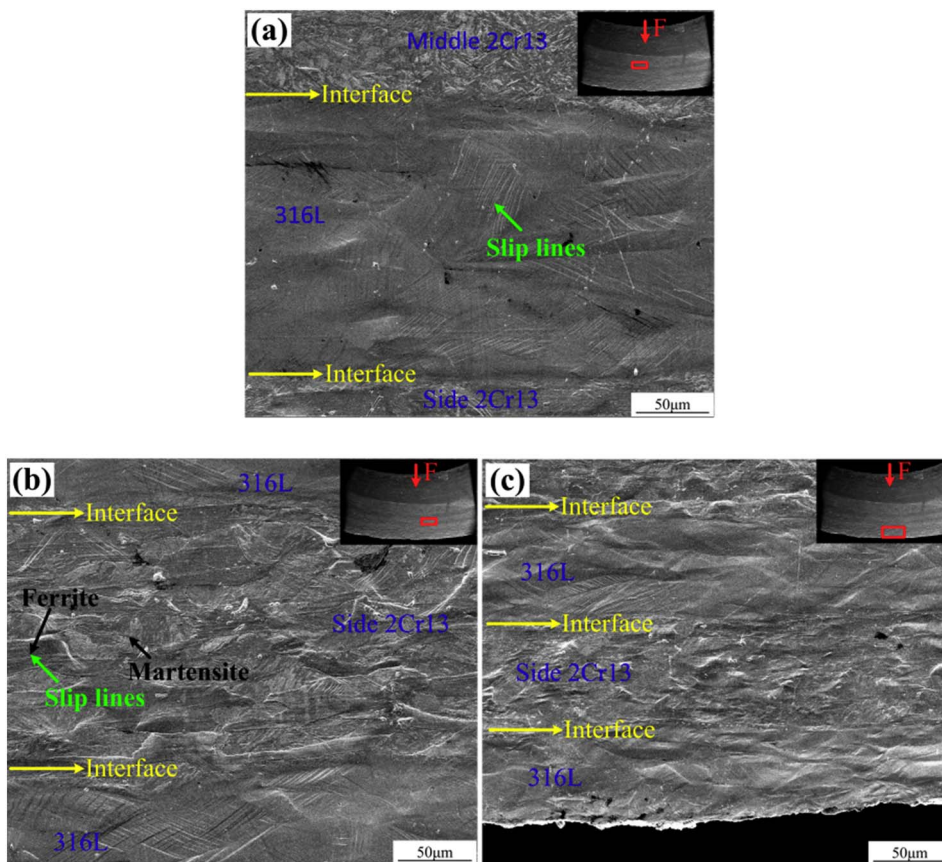 (a)
Middle 2Cr13
F
Interface
316L
Slip lines
Interface
Side 2Cr13
50μm
(b)
316L
F
Interface
Ferrite
Side 2Cr13
Martensite
Slip lines
Interface
316L
50μm
(c)
F
Interface
316L
Interface
Side 2Cr13
Interface
316L
50μm